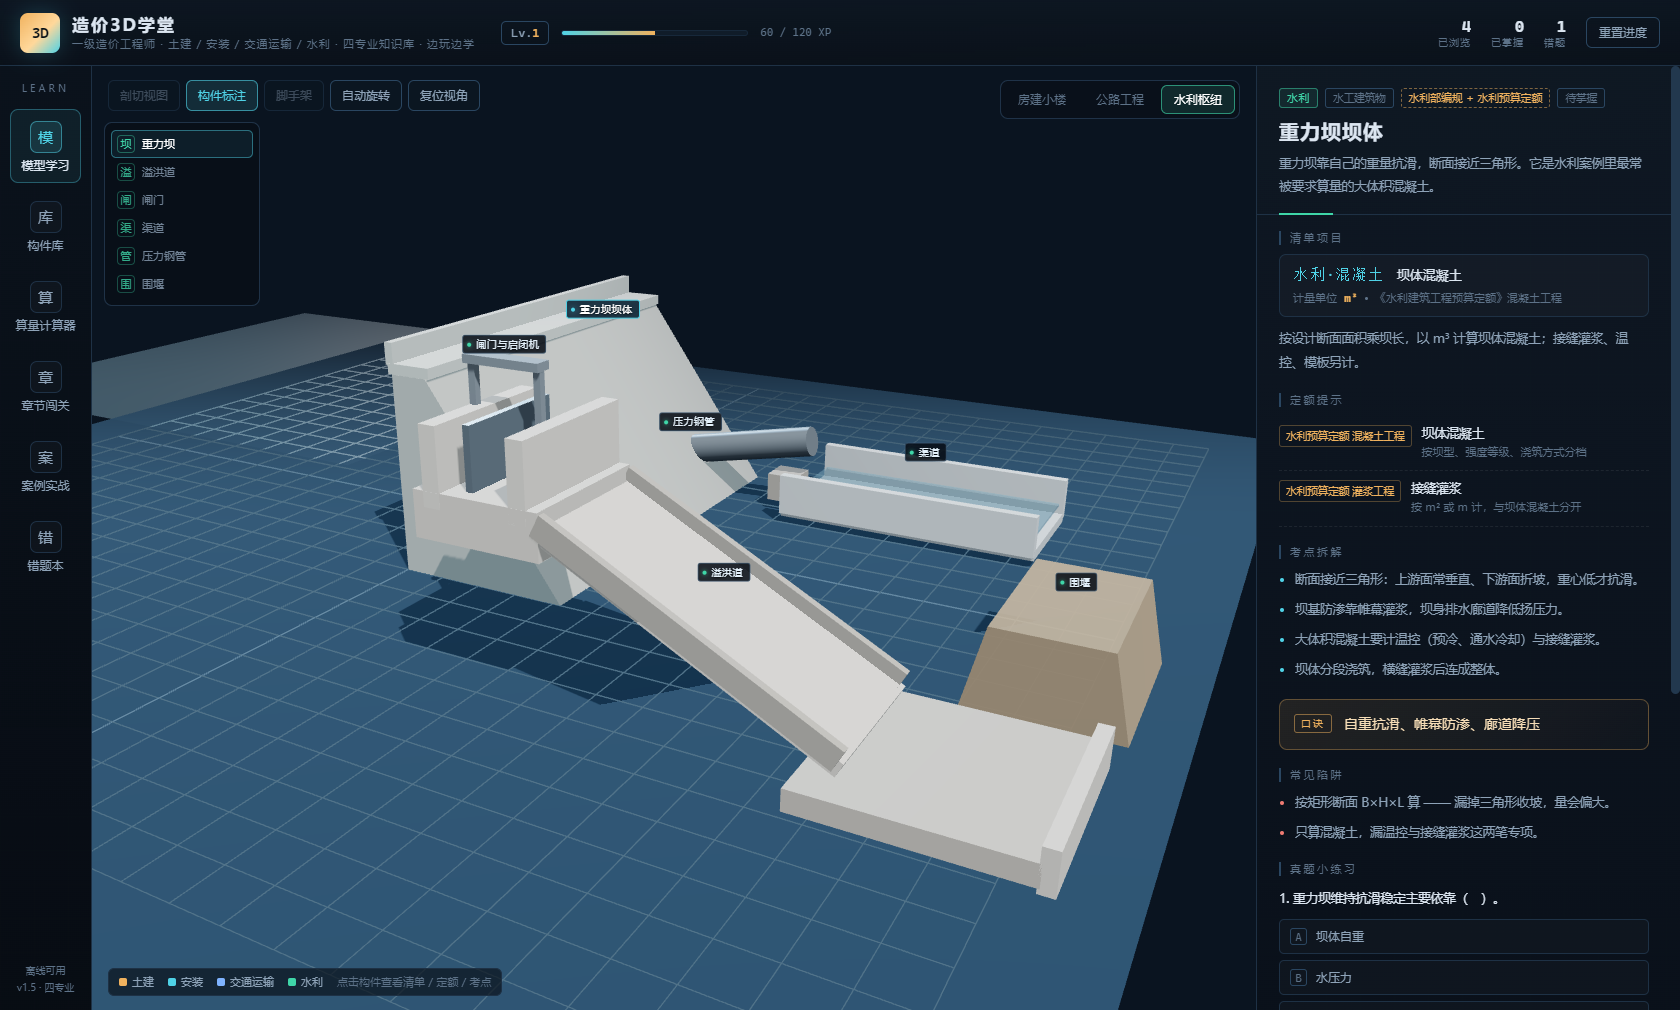 3D
造价3D学堂
一级造价工程师 · 土建 / 安装 / 交通运输 / 水利 · 四专业知识库 · 边玩边学
Lv.1
60 / 120 XP
4
已浏览
0
已掌握
1
错题
重置进度
LEARN
模
模型学习
库
构件库
算
算量计算器
章
章节闯关
案
案例实战
错
错题本
离线可用
v1.5 · 四专业
剖切视图
构件标注
脚手架
自动旋转
复位视角
房建小楼
公路工程
水利枢纽
坝 重力坝
溢 溢洪道
闸 闸门
渠 渠道
管 压力钢管
围 围堰
重力坝坝体
闸门与启闭机
压力钢管
渠道
溢洪道
围堰
土建
安装
交通运输
水利
点击构件查看清单 / 定额 / 考点
水利
水工建筑物
水利部编规 + 水利预算定额
待掌握
重力坝坝体
重力坝靠自己的重量抗滑，断面接近三角形。它是水利案例里最常
被要求算量的大体积混凝土。
清单项目
水利·混凝土 坝体混凝土
计量单位 m³ · 《水利建筑工程预算定额》混凝土工程
按设计断面面积乘坝长，以 m³ 计算坝体混凝土；接缝灌浆、温
控、模板另计。
定额提示
水利预算定额 混凝土工程
坝体混凝土
按坝型、强度等级、浇筑方式分档
水利预算定额 灌浆工程
接缝灌浆
按 m² 或 m 计，与坝体混凝土分开
考点拆解
断面接近三角形：上游面常垂直、下游面折坡，重心低才抗滑。
坝基防渗靠帷幕灌浆，坝身排水廊道降低扬压力。
大体积混凝土要计温控（预冷、通水冷却）与接缝灌浆。
坝体分段浇筑，横缝灌浆后连成整体。
口诀 自重抗滑、帷幕防渗、廊道降压
常见陷阱
按矩形断面 B×H×L 算 —— 漏掉三角形收坡，量会偏大。
只算混凝土，漏温控与接缝灌浆这两笔专项。
真题小练习
1. 重力坝维持抗滑稳定主要依靠（　）。
A 坝体自重
B 水压力